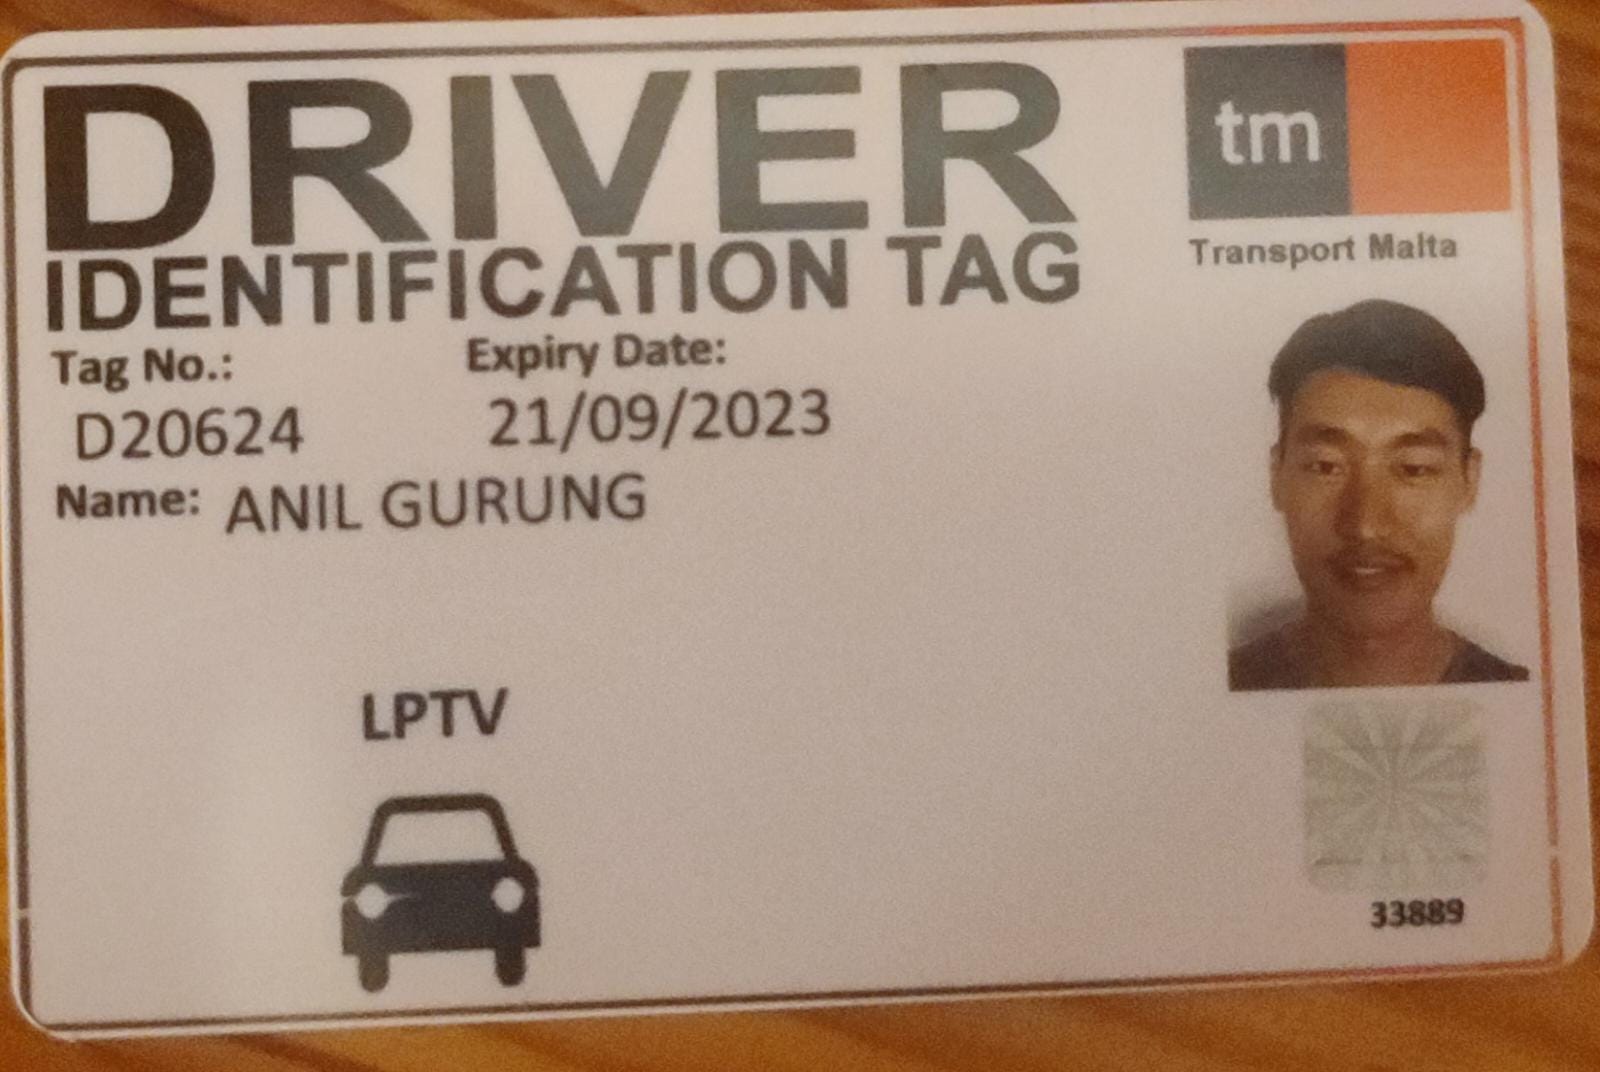 DRIVER
IDENTIFICATION TAG
tm
Transport Malta
Tag No.: Expiry Date:
D20624 21/09/2023
Name: ANIL GURUNG
LPTV
33889